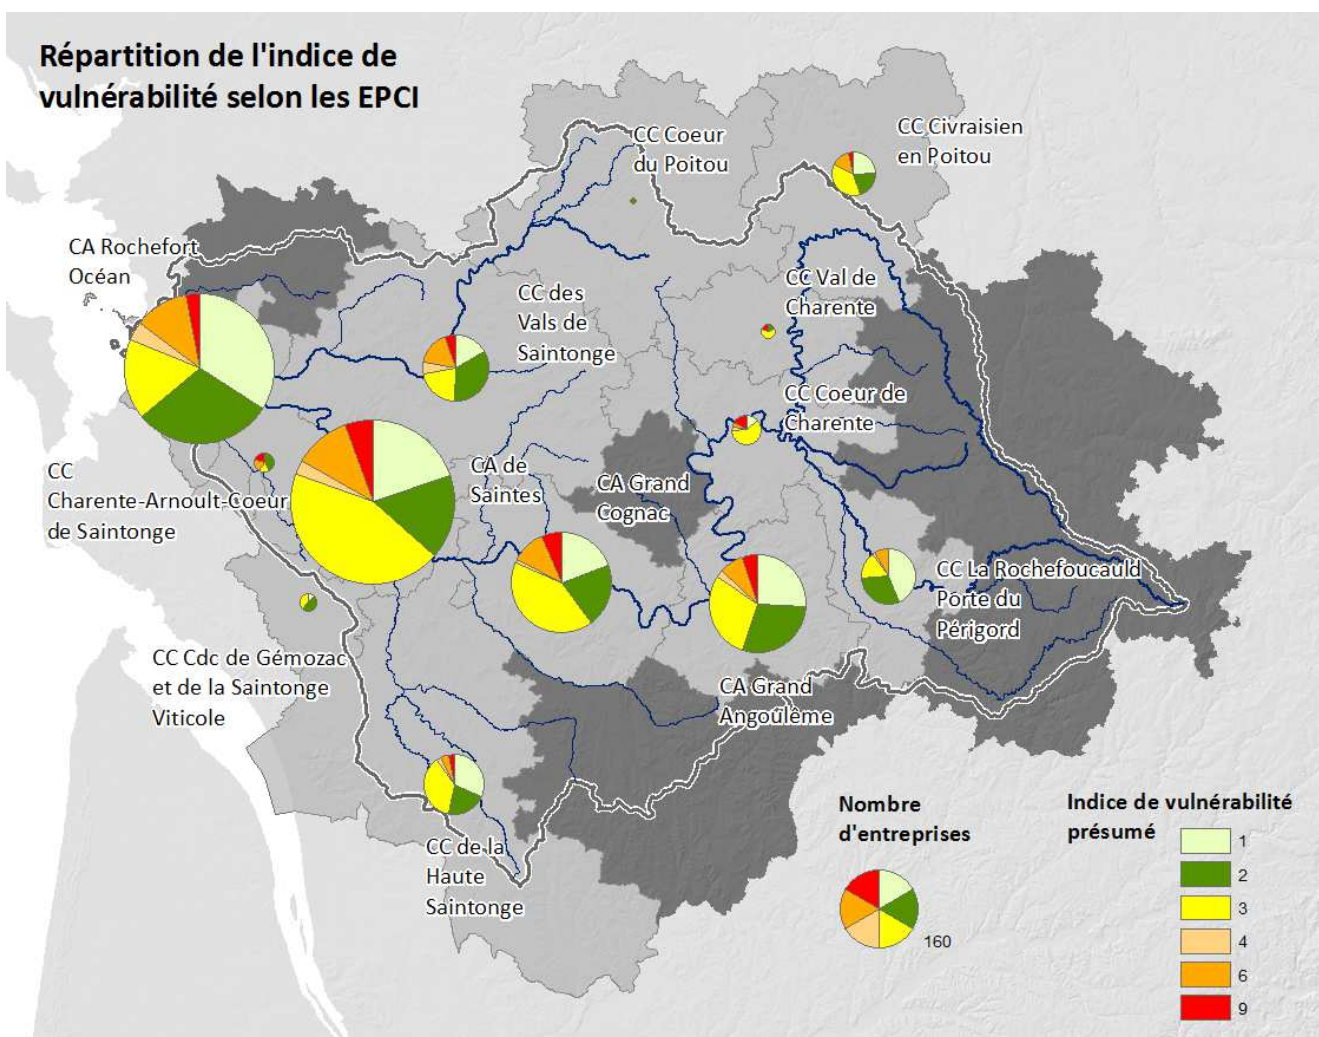 Répartition de l'indice de
vulnérabilité selon les EPCI
CC Coeur
du Poitou
CC Civraisien
en Poitou
CA Rochefort
Océan
CC des
Vals de
Saintonge
CC Val de
Charente
CC Coeur de
Charente
CC
Charente-Arnoult-Coeur
de Saintonge
CA de
Saintes
CA Grand
Cognac
CC La Rochefoucauld
Porte du
Périgord
CC Cdc de Gémozac
et de la Saintonge
Viticole
CA Grand
Angoûlème
CC de la
Haute
Saintonge
Nombre
d'entreprises
160
Indice de vulnérabilité
présumé
1
2
3
4
6
9